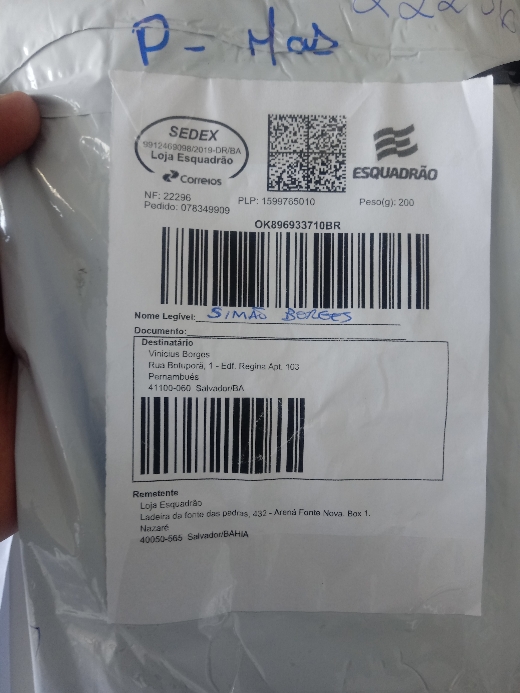 P- Mas
SEDEX
9912469098/2019-DR/BA
Loja Esquadrão
Correios
ESQUADRÃO
NF: 22296
PLP: 1599765010
Peso(g): 200
Pedido: 078349909
OK896933710BR
Nome Legível: SIMÃO BORGES
Documento:
Destinatário
Vinicius Borges
Rua Botuporã, 1 - Edf. Regina Apt. 103
Pernambués
41100-060 Salvador/BA
Remetente
Loja Esquadrão
Ladeira da fonte das pedras, 432 - Arena Fonte Nova. Box 1.
Nazaré
40050-565 Salvador/BAHIA